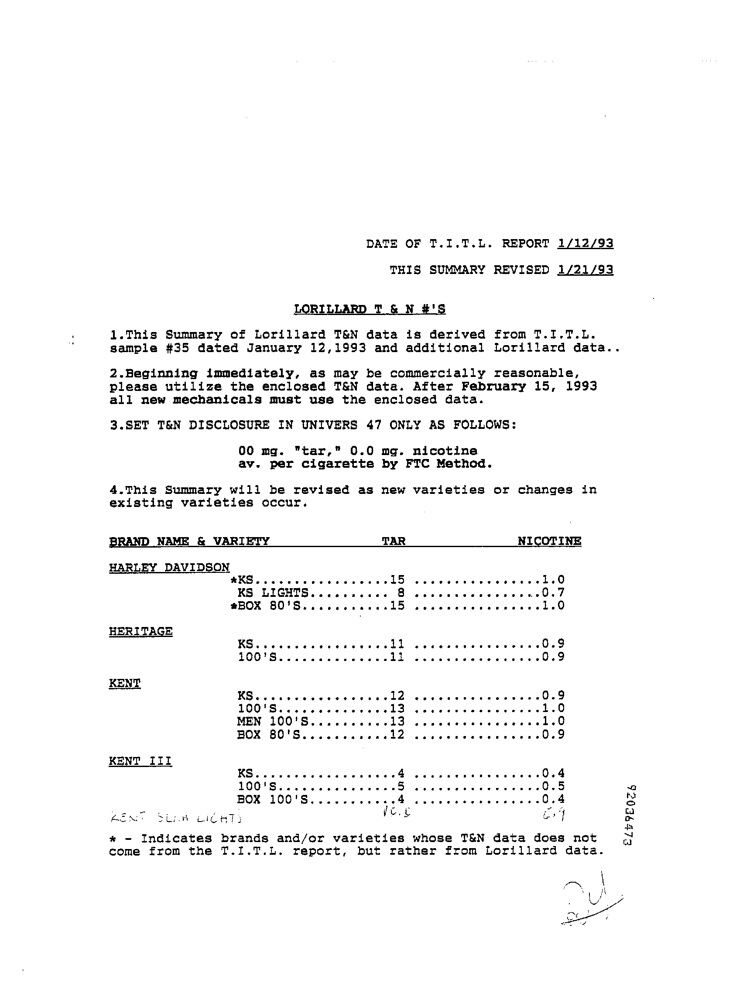 DATE OF T.I.T.L. REPORT 1/12/93
THIS SUMMARY REVISED 1/21/93
LORILLARD T & N #'S
1.This Summary of Lorillard T&N data is derived from T.I.T.L.
sample #35 dated January 12,1993 and additional Lorillard data..
2.Beginning immediately, as may be commercially reasonable,
please utilize the enclosed T&N data. After February 15, 1993
all new mechanicals must use the enclosed data.
3.SET T&N DISCLOSURE IN UNIVERS 47 ONLY AS FOLLOWS:
00 mg. "tar," 0.0 mg. nicotine
av. per cigarette by FTC Method.
4.This Summary will be revised as new varieties or changes in
existing varieties occur.
BRAND NAME & VARIETY TAR NICOTINE
HARLEY DAVIDSON
*KS.................15 ................1.0
KS LIGHTS.......... 8 ................0.7
*BOX 80'S...........15 ................1.0
HERITAGE
KS.................11 ................0.9
100'S..............11 ................0.9
KENT
KS.................12 ................0.9
100'S..............13 ................1.0
MEN 100'S..........13 ................1.0
BOX 80'S...........12 ................0.9
KENT III
KS..................4 ................0.4
100'S...............5 ................0.5
BOX 100'S...........4 ................0.4
KENT LIGHTS
* - Indicates brands and/or varieties whose T&N data does not
come from the T.I.T.L. report, but rather from Lorillard data.
92036473